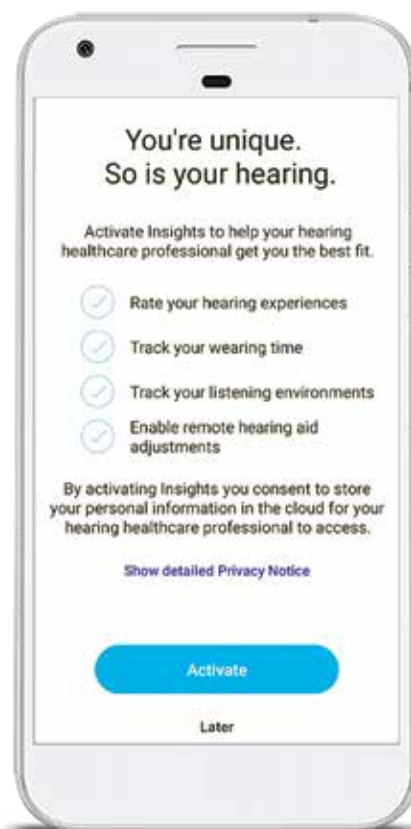 You're unique.
So is your hearing.
Activate Insights to help your hearing
healthcare professional get you the best fit.
Rate your hearing experiences
Track your wearing time
Track your listening environments
Enable remote hearing aid
adjustments
By activating Insights you consent to store
your personal information in the cloud for your
hearing healthcare professional to access.
Show detailed Privacy Notice
Activate
Later